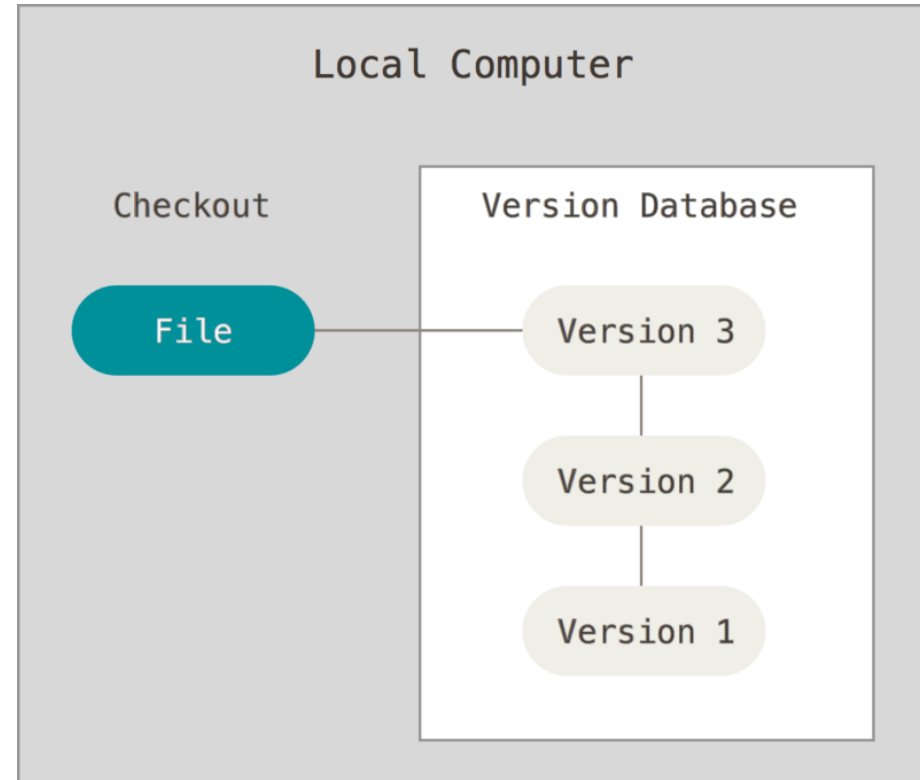 Local Computer
Checkout
Version Database
File
Version 3
Version 2
Version 1